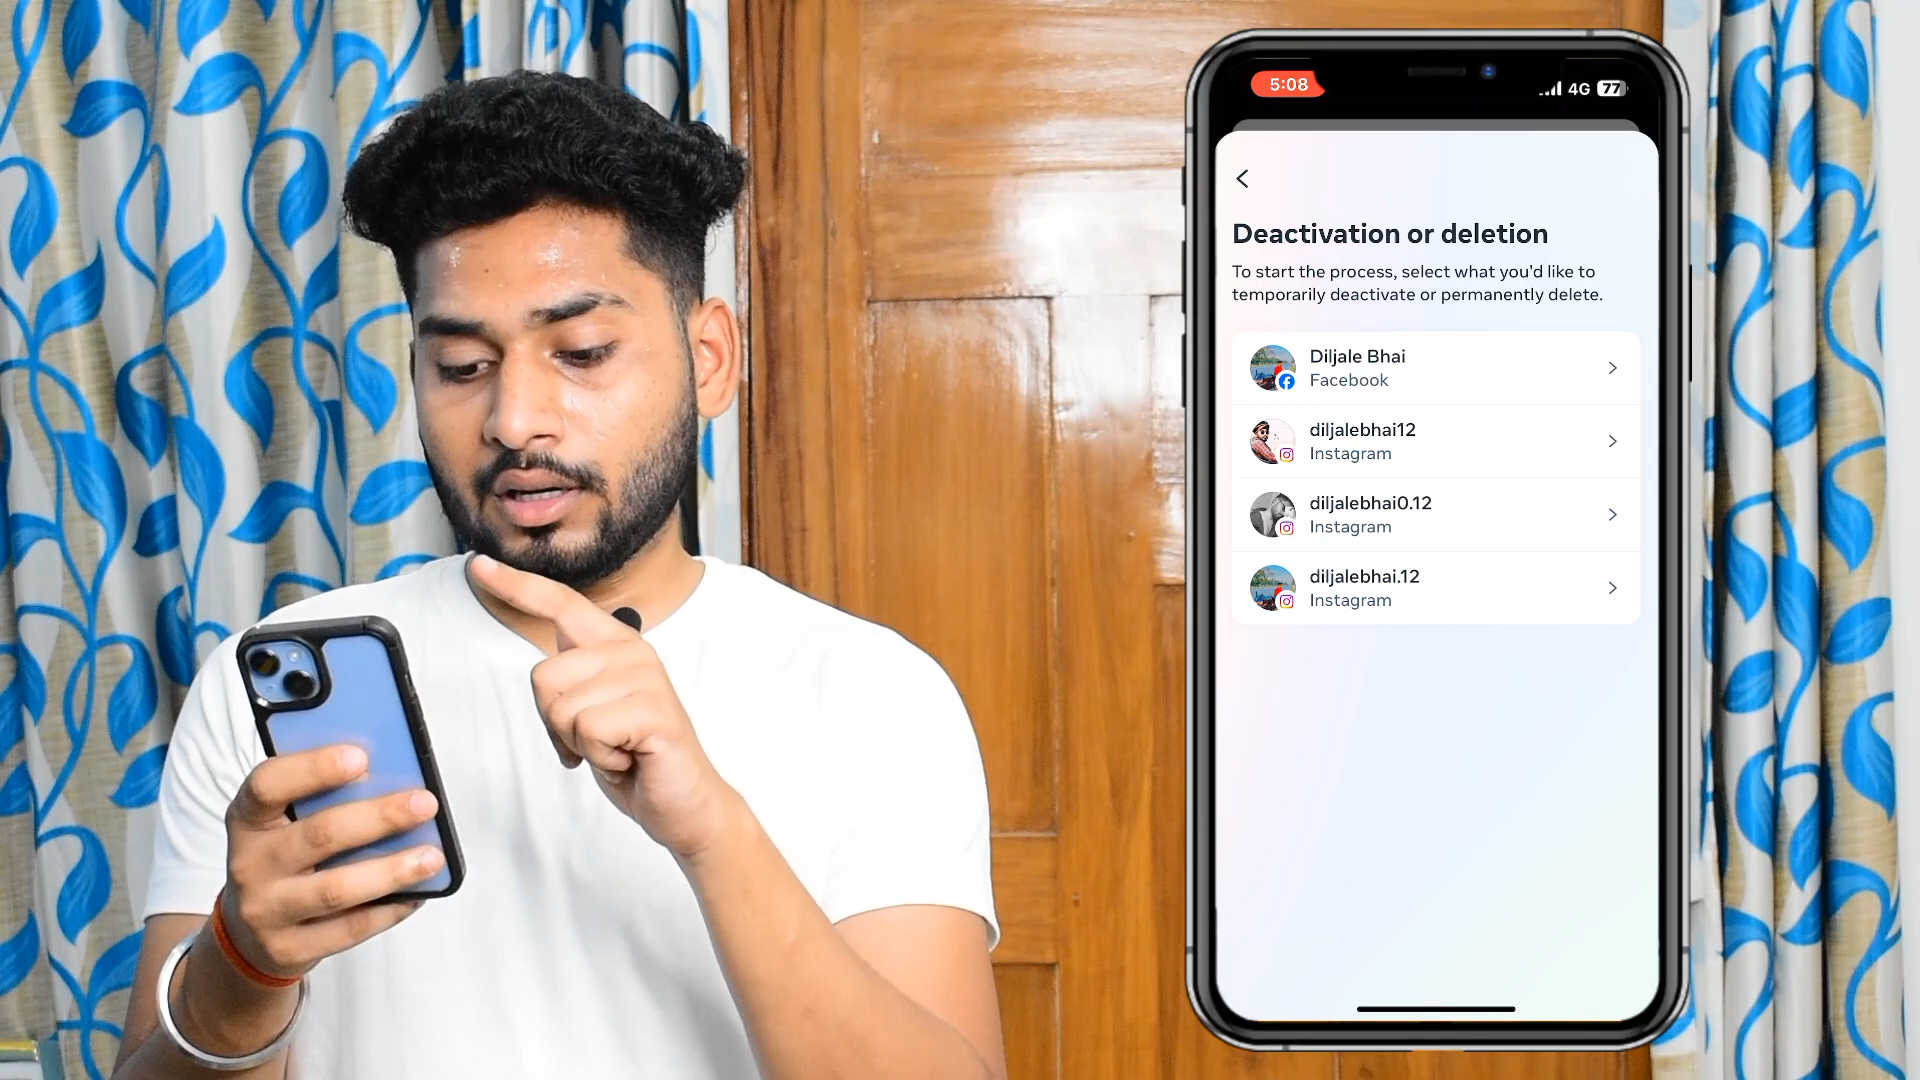 5:08
4G 77
Deactivation or deletion
To start the process, select what you'd like to
temporarily deactivate or permanently delete.
Diljale Bhai
Facebook
diljalebhai12
Instagram
diljalebhai0.12
Instagram
diljalebhai.12
Instagram